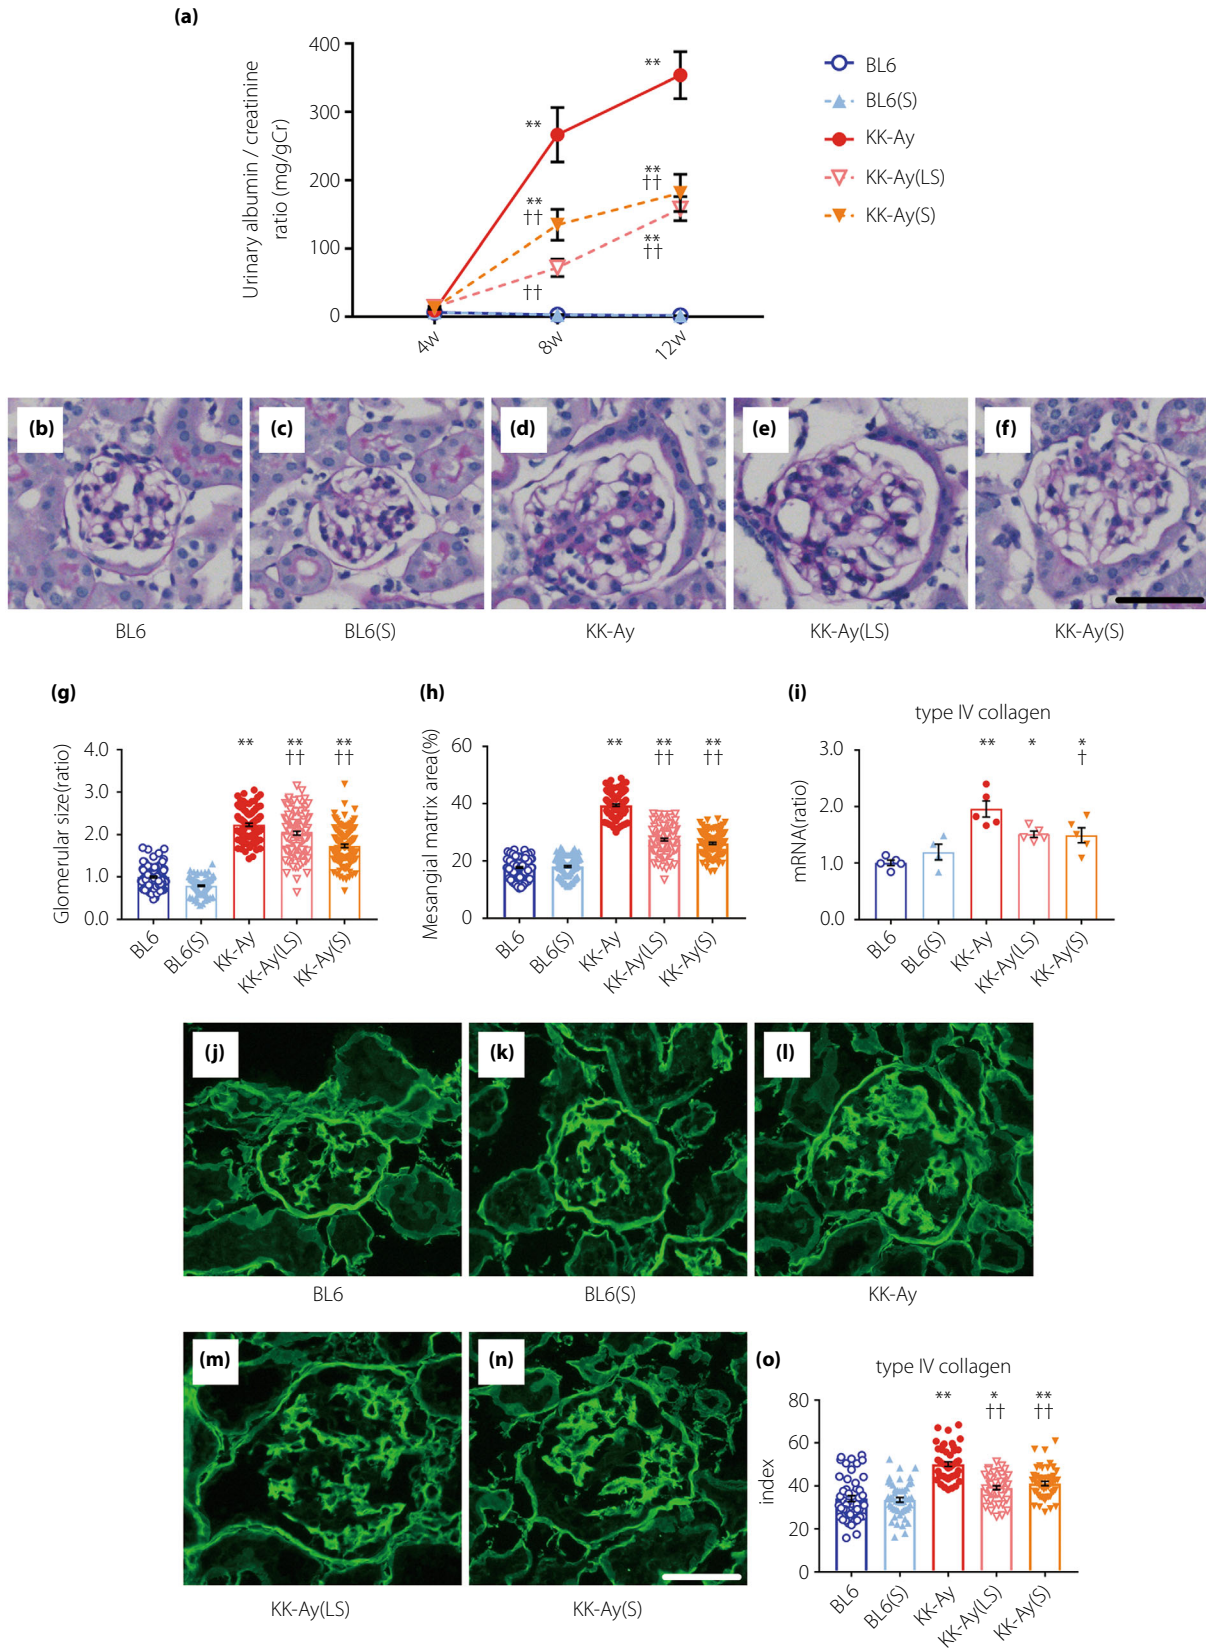 (a)
Urinary albumin / creatinine
ratio (mg/gCr)
400
300
200
100
0
4w
8w
12w
**
**
**
††
††
**
††
**
††
BL6
BL6(S)
KK-Ay
KK-Ay(LS)
KK-Ay(S)
(b)
(c)
(d)
(e)
(f)
BL6
BL6(S)
KK-Ay
KK-Ay(LS)
KK-Ay(S)
(g)
Glomerular size(ratio)
4.0
3.0
2.0
1.0
0.0
** ** **
†† ††
BL6
BL6(S)
KK-Ay
KK-Ay(LS)
KK-Ay(S)
(h)
Mesangial matrix area(%)
60
40
20
0
** ** **
†† ††
BL6
BL6(S)
KK-Ay
KK-Ay(LS)
KK-Ay(S)
(i)
type IV collagen
mRNA(ratio)
3.0
2.0
1.0
0.0
** * *
†
BL6
BL6(S)
KK-Ay
KK-Ay(LS)
KK-Ay(S)
(j)
(k)
(l)
BL6
BL6(S)
KK-Ay
(m)
(n)
KK-Ay(LS)
KK-Ay(S)
(o)
type IV collagen
index
80
60
40
20
0
** * **
†† ††
BL6
BL6(S)
KK-Ay
KK-Ay(LS)
KK-Ay(S)